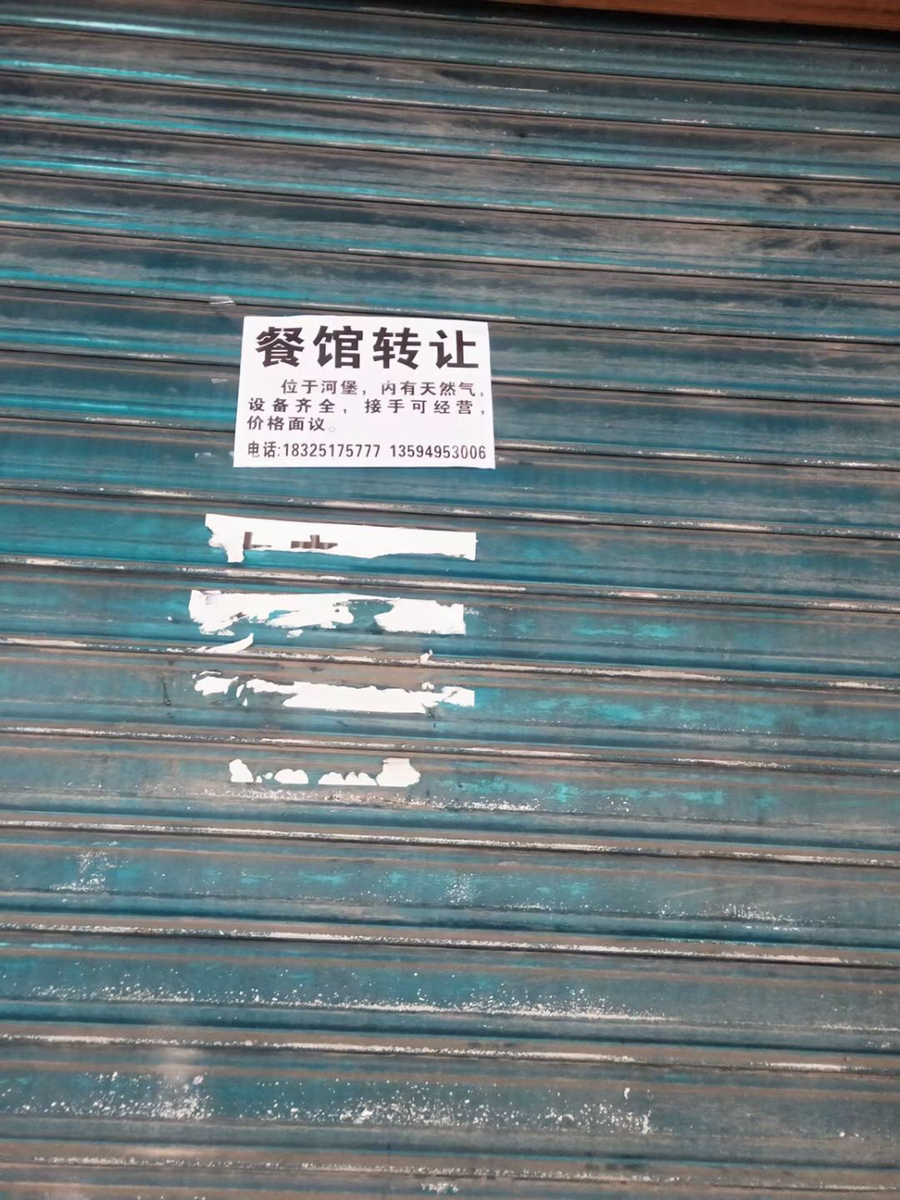 餐馆转让
位于河堡，内有天然气，
设备齐全，接手可经营，
价格面议。
电话:18325175777 13594953006